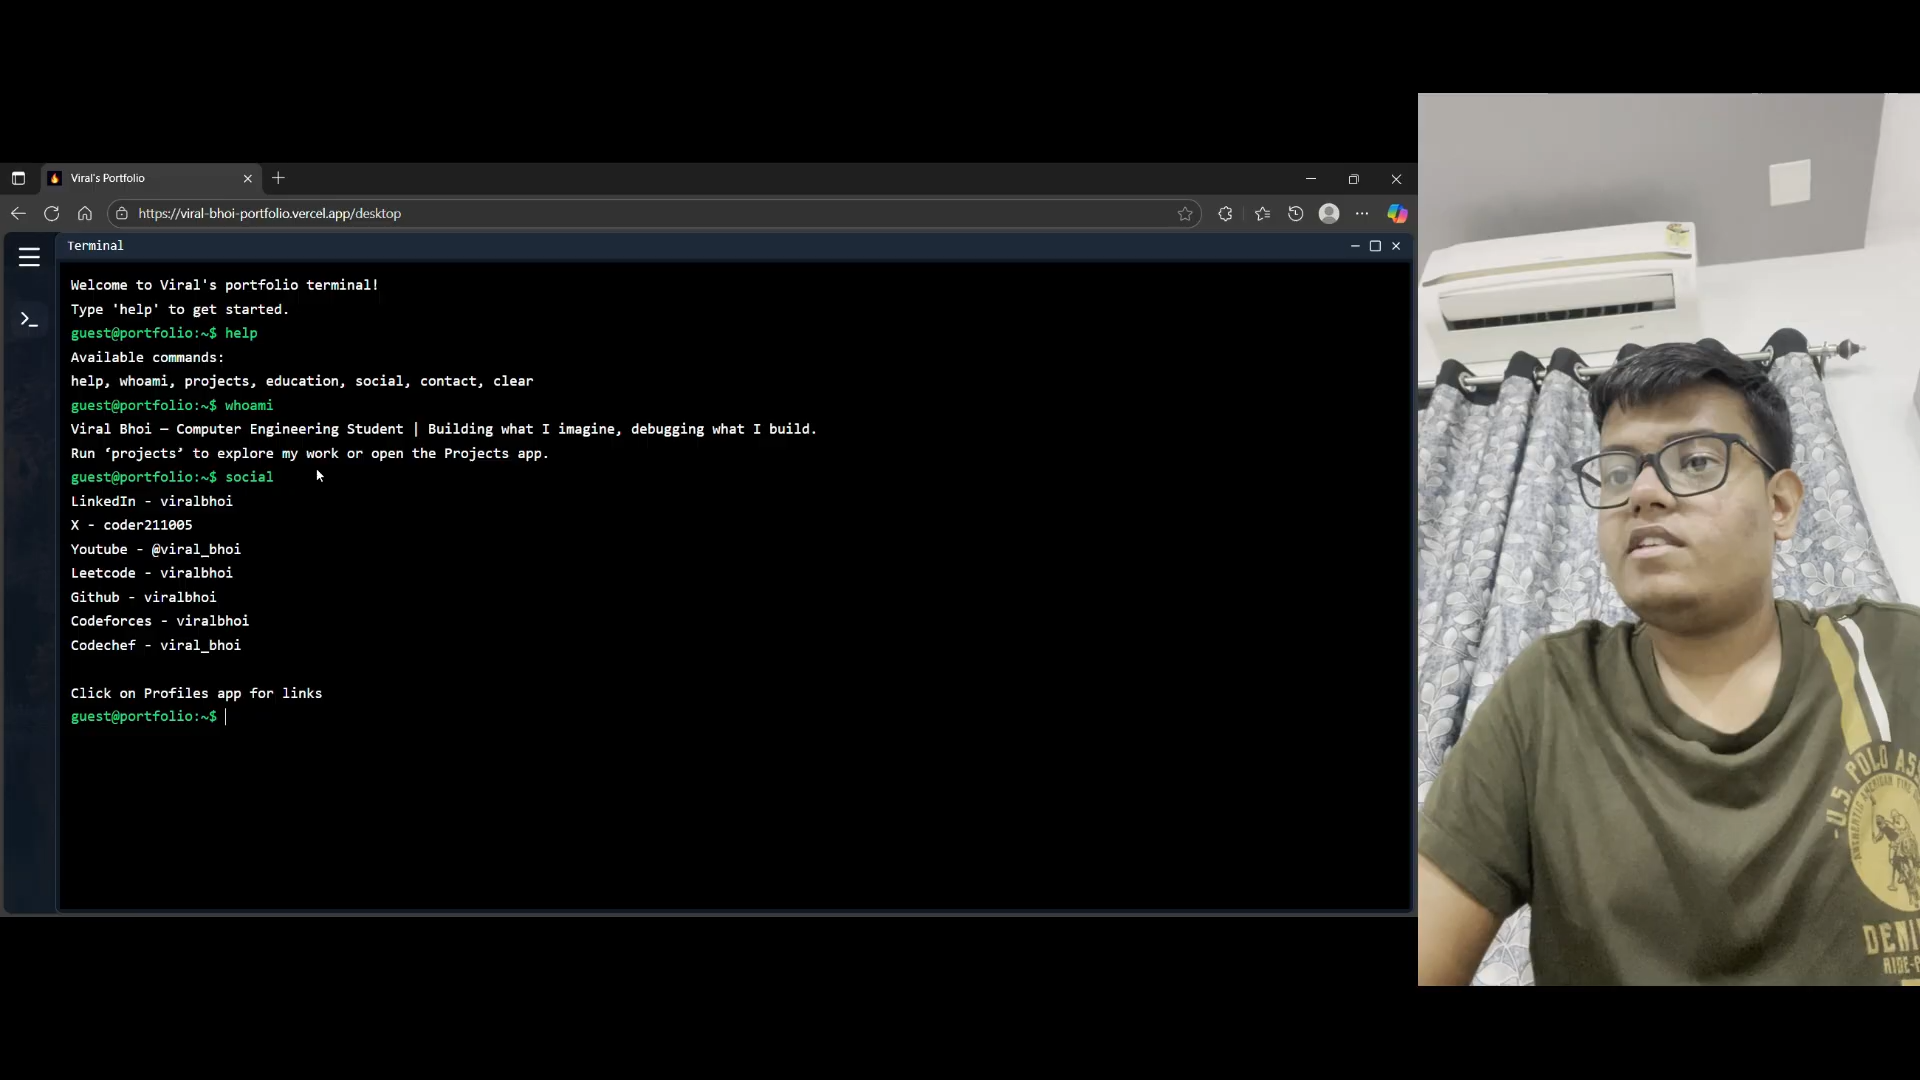 Viral's Portfolio
https://viral-bhoi-portfolio.vercel.app/desktop
Terminal
Welcome to Viral's portfolio terminal!
Type 'help' to get started.
guest@portfolio:~$ help
Available commands:
help, whoami, projects, education, social, contact, clear
guest@portfolio:~$ whoami
Viral Bhoi – Computer Engineering Student | Building what I imagine, debugging what I build.
Run ‘projects’ to explore my work or open the Projects app.
guest@portfolio:~$ social
LinkedIn - viralbhoi
X - coder211005
Youtube - @viral_bhoi
Leetcode - viralbhoi
Github - viralbhoi
Codeforces - viralbhoi
Codechef - viral_bhoi
Click on Profiles app for links
guest@portfolio:~$
U.S. POLO ASS
DENI